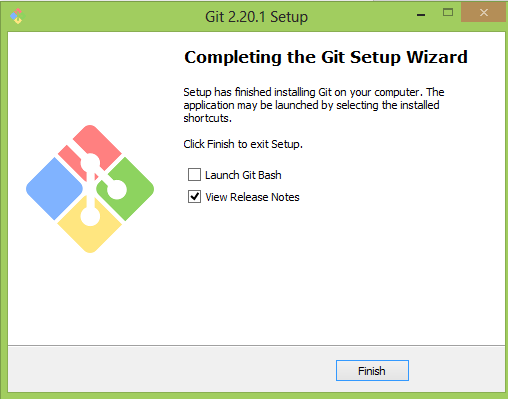 Git 2.20.1 Setup
Completing the Git Setup Wizard
Setup has finished installing Git on your computer. The
application may be launched by selecting the installed
shortcuts.
Click Finish to exit Setup.
Launch Git Bash
View Release Notes
Finish